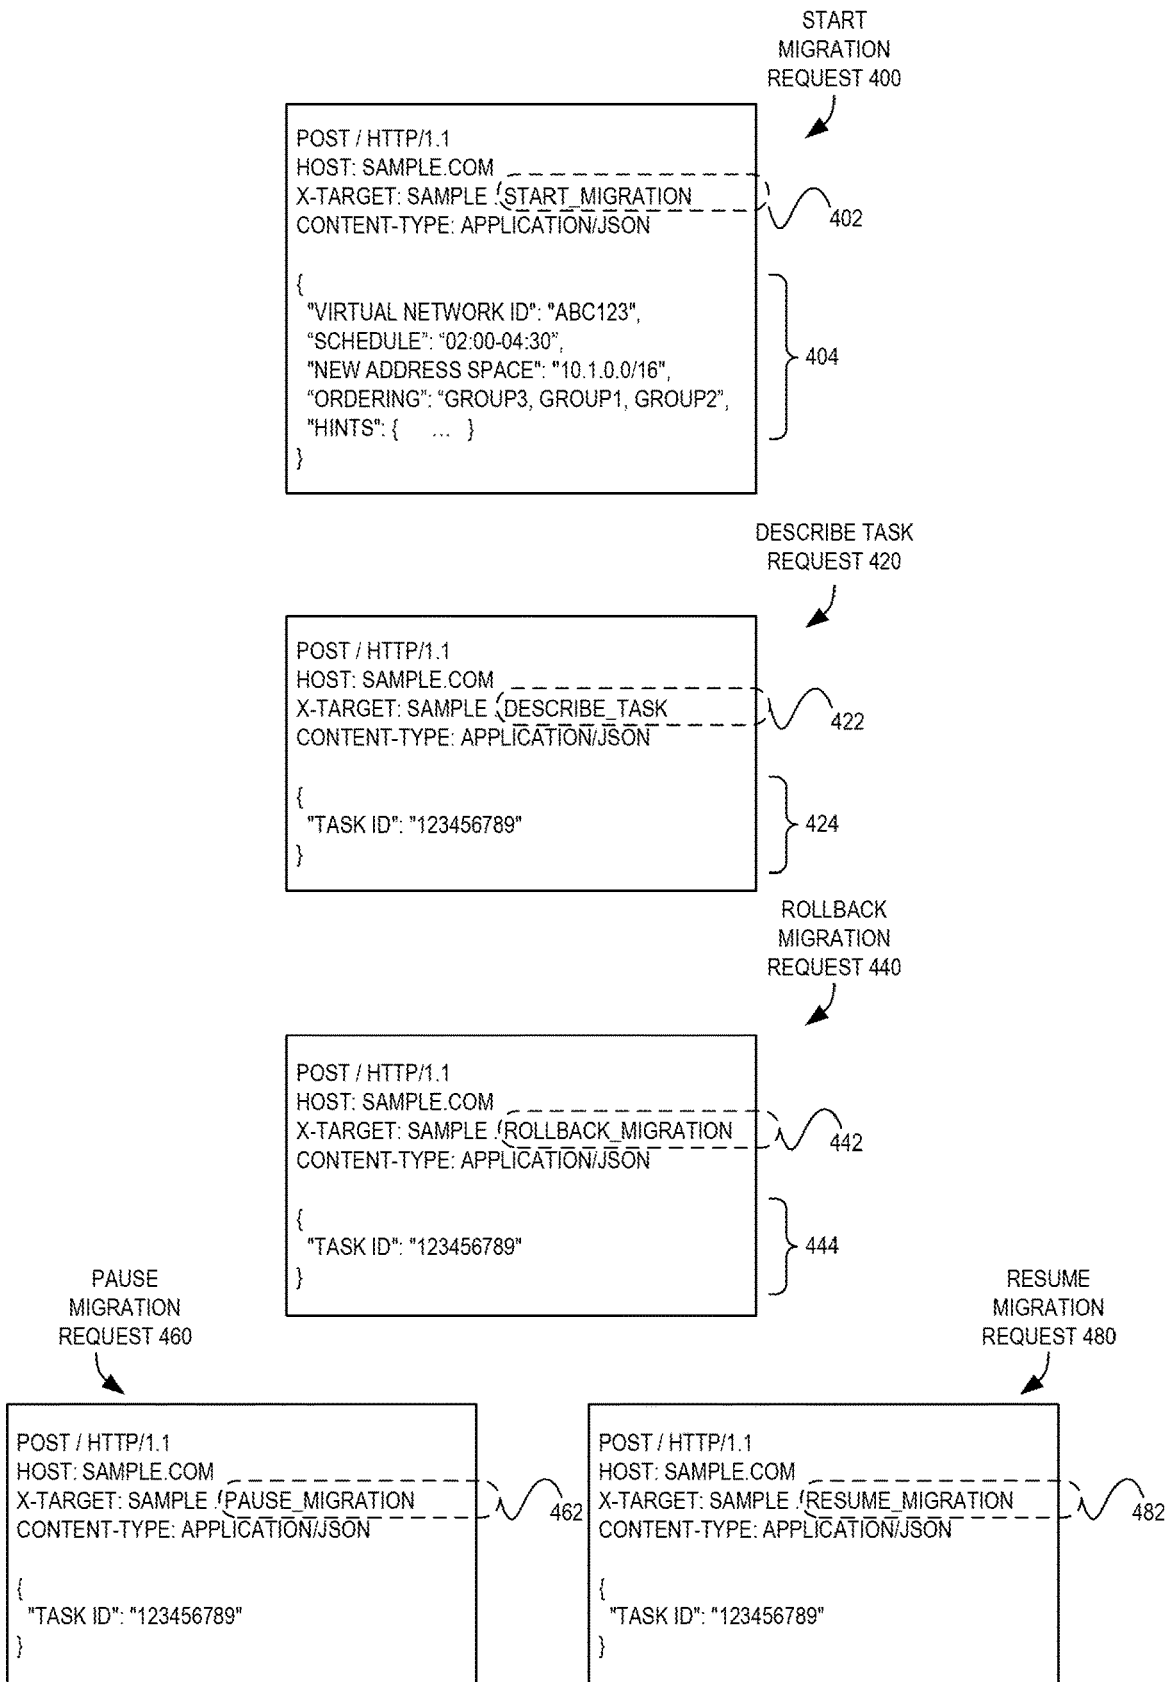 START
MIGRATION
REQUEST 400
POST / HTTP/1.1
HOST: SAMPLE.COM
X-TARGET: SAMPLE . START_MIGRATION
CONTENT-TYPE: APPLICATION/JSON
402
{
"VIRTUAL NETWORK ID": "ABC123",
“SCHEDULE”: “02:00-04:30”,
"NEW ADDRESS SPACE": "10.1.0.0/16",
“ORDERING”: “GROUP3, GROUP1, GROUP2”,
"HINTS": { ... }
}
404
DESCRIBE TASK
REQUEST 420
POST / HTTP/1.1
HOST: SAMPLE.COM
X-TARGET: SAMPLE . DESCRIBE_TASK
CONTENT-TYPE: APPLICATION/JSON
422
{
"TASK ID": "123456789"
}
424
ROLLBACK
MIGRATION
REQUEST 440
POST / HTTP/1.1
HOST: SAMPLE.COM
X-TARGET: SAMPLE . ROLLBACK_MIGRATION
CONTENT-TYPE: APPLICATION/JSON
442
{
"TASK ID": "123456789"
}
444
PAUSE
MIGRATION
REQUEST 460
POST / HTTP/1.1
HOST: SAMPLE.COM
X-TARGET: SAMPLE . PAUSE_MIGRATION
CONTENT-TYPE: APPLICATION/JSON
462
{
"TASK ID": "123456789"
}
RESUME
MIGRATION
REQUEST 480
POST / HTTP/1.1
HOST: SAMPLE.COM
X-TARGET: SAMPLE . RESUME_MIGRATION
CONTENT-TYPE: APPLICATION/JSON
482
{
"TASK ID": "123456789"
}